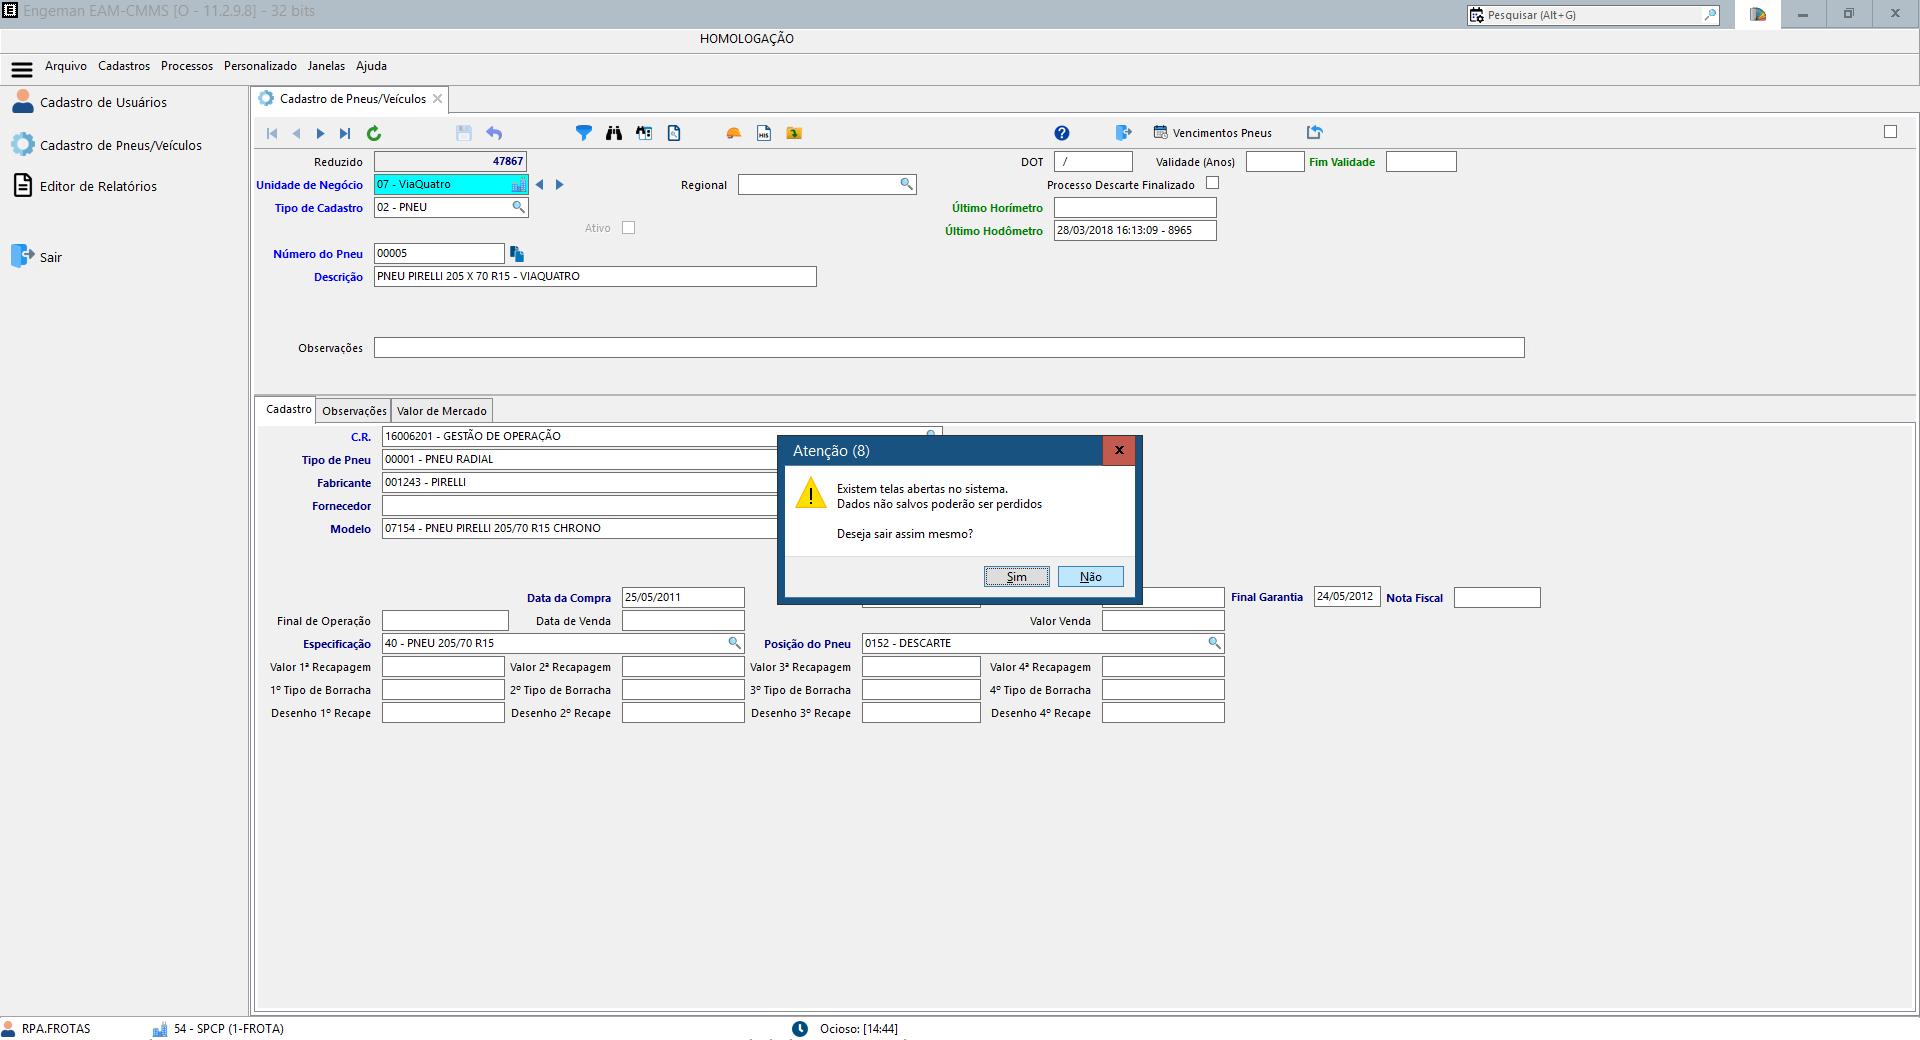 Engeman EAM-CMMS [O - 11.2.9.8] - 32 bits
Pesquisar (Alt+G)
HOMOLOGAÇÃO
Arquivo Cadastros Processos Personalizado Janelas Ajuda
Cadastro de Usuários
Cadastro de Pneus/Veículos
Editor de Relatórios
Sair
Cadastro de Pneus/Veículos
HIS
Vencimentos Pneus
Reduzido 47867
DOT / Validade (Anos) Fim Validade
Unidade de Negócio 07 - ViaQuatro
Regional
Processo Descarte Finalizado
Tipo de Cadastro 02 - PNEU
Último Horímetro
Ativo
Último Hodômetro 28/03/2018 16:13:09 - 8965
Número do Pneu 00005
Descrição PNEU PIRELLI 205 X 70 R15 - VIAQUATRO
Observações
Cadastro Observações Valor de Mercado
C.R. 16006201 - GESTÃO DE OPERAÇÃO
Tipo de Pneu 00001 - PNEU RADIAL
Fabricante 001243 - PIRELLI
Fornecedor
Modelo 07154 - PNEU PIRELLI 205/70 R15 CHRONO
Atenção (8)
x
Existem telas abertas no sistema.
Dados não salvos poderão ser perdidos
Deseja sair assim mesmo?
Sim Não
Data da Compra 25/05/2011 Final Garantia 24/05/2012 Nota Fiscal
Final de Operação Data de Venda Valor Venda
Especificação 40 - PNEU 205/70 R15 Posição do Pneu 0152 - DESCARTE
Valor 1ª Recapagem Valor 2ª Recapagem Valor 3ª Recapagem Valor 4ª Recapagem
1º Tipo de Borracha 2º Tipo de Borracha 3º Tipo de Borracha 4º Tipo de Borracha
Desenho 1º Recape Desenho 2º Recape Desenho 3º Recape Desenho 4º Recape
RPA.FROTAS 54 - SPCP (1-FROTA) Ocioso: [14:44]